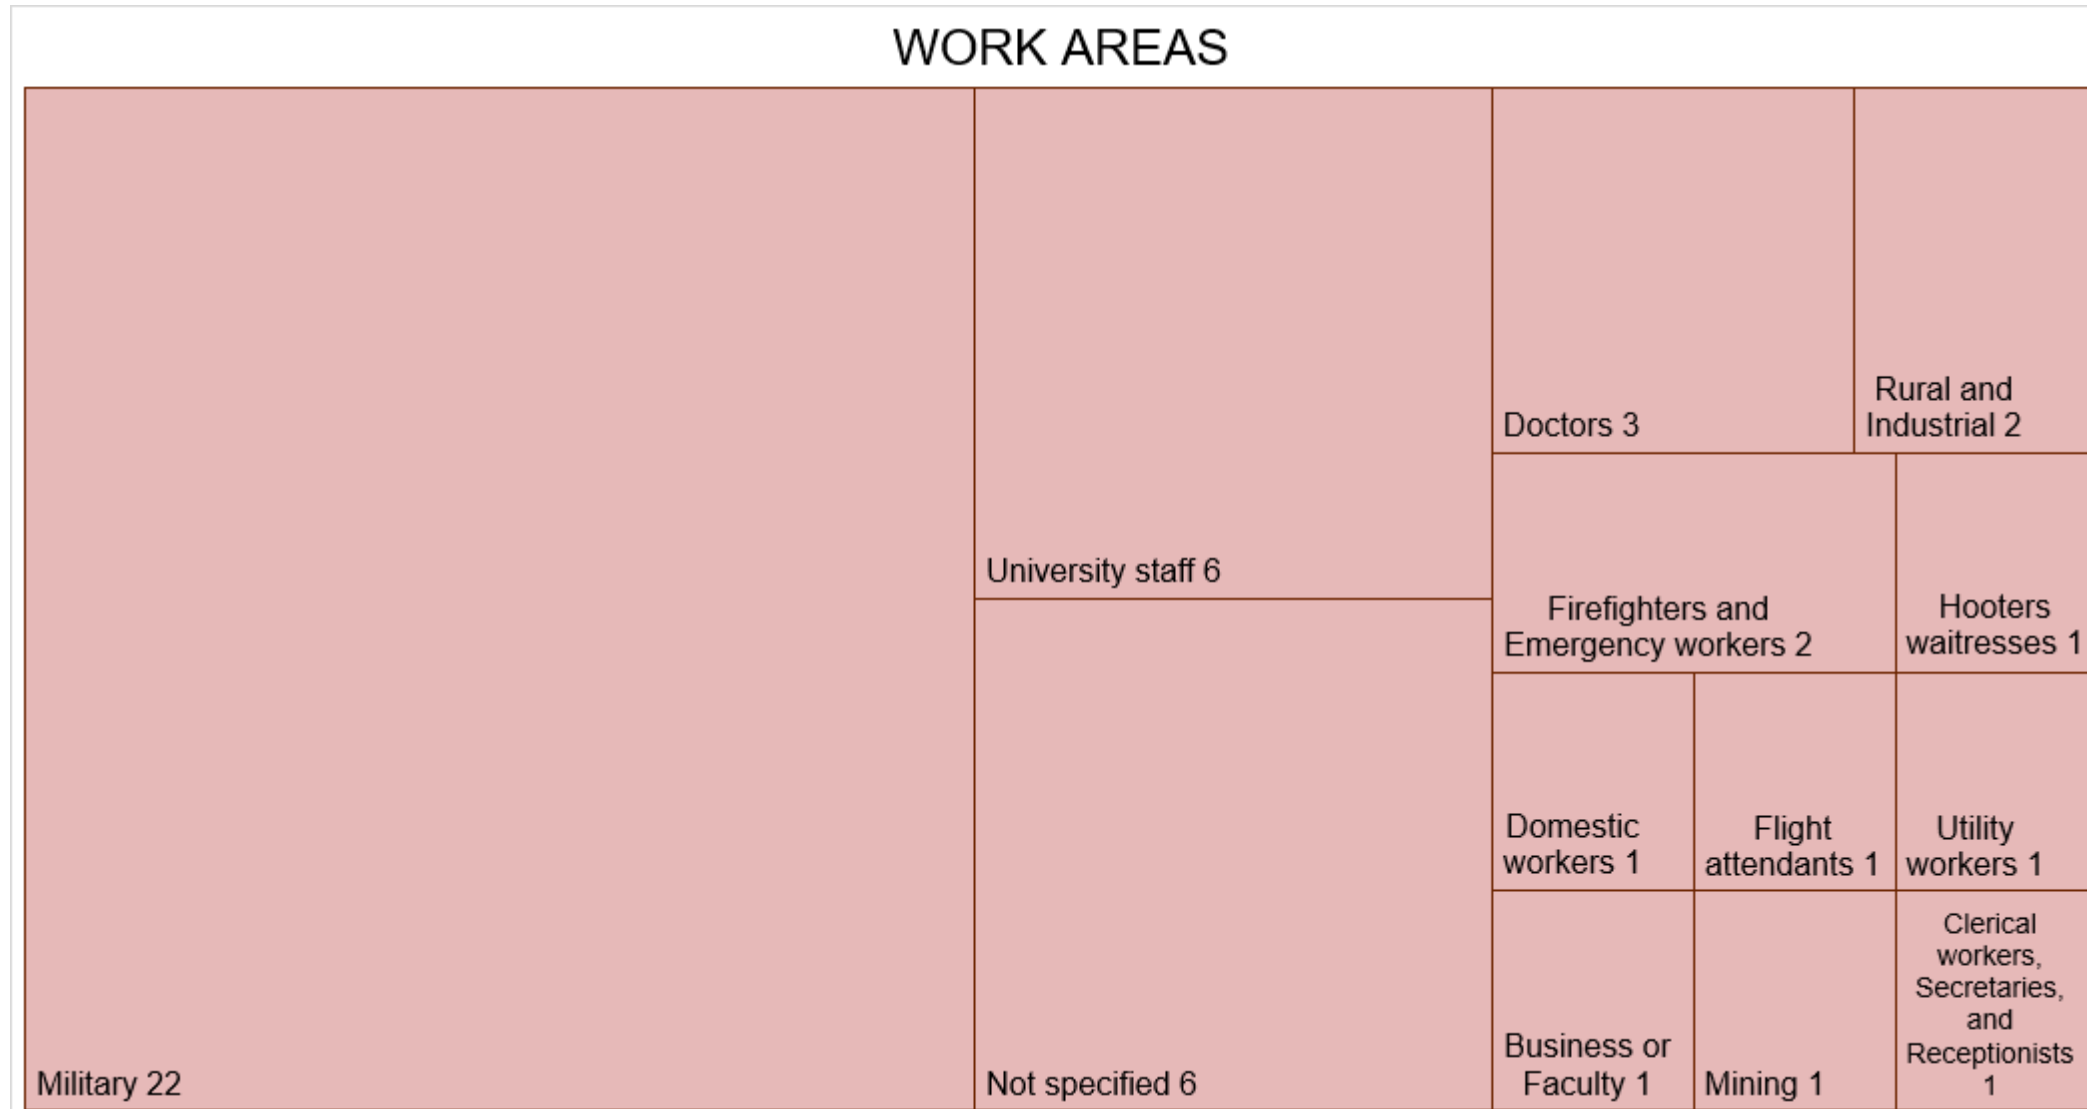 WORK AREAS
Military 22
University staff 6
Not specified 6
Doctors 3
Rural and
Industrial 2
Firefighters and
Emergency workers 2
Hooters
waitresses 1
Domestic
workers 1
Flight
attendants 1
Utility
workers 1
Business or
Faculty 1
Mining 1
Clerical
workers,
Secretaries,
and
Receptionists
1